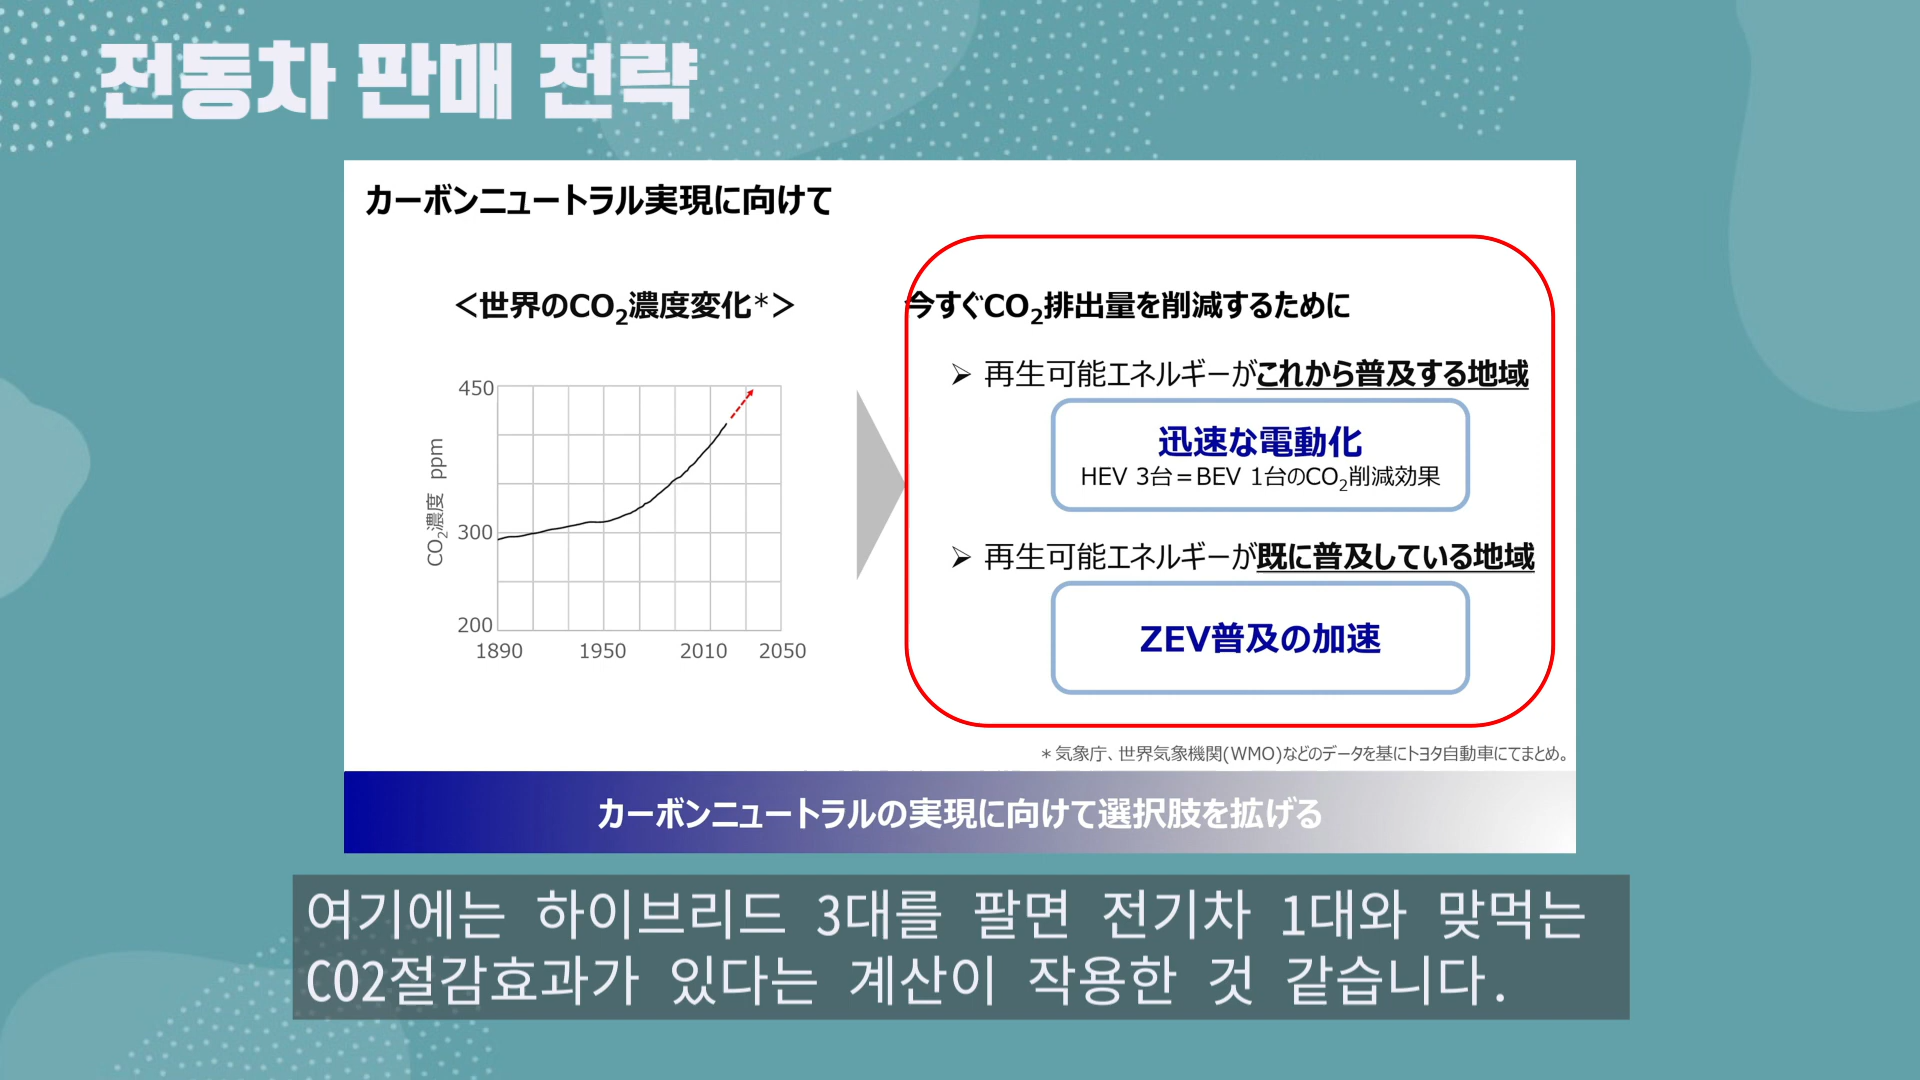 전동차 판매 전략
カーボンニュートラル実現に向けて
＜世界のCO₂濃度変化＊＞
CO₂濃度 ppm
450
300
200
1890 1950 2010 2050
今すぐCO₂排出量を削減するために
➢ 再生可能エネルギーがこれから普及する地域
迅速な電動化
HEV 3台＝BEV 1台のCO₂削減効果
➢ 再生可能エネルギーが既に普及している地域
ZEV普及の加速
＊気象庁、世界気象機関(WMO)などのデータを基にトヨタ自動車にてまとめ。
カーボンニュートラルの実現に向けて選択肢を拡げる
여기에는 하이브리드 3대를 팔면 전기차 1대와 맞먹는
CO2절감효과가 있다는 계산이 작용한 것 같습니다.